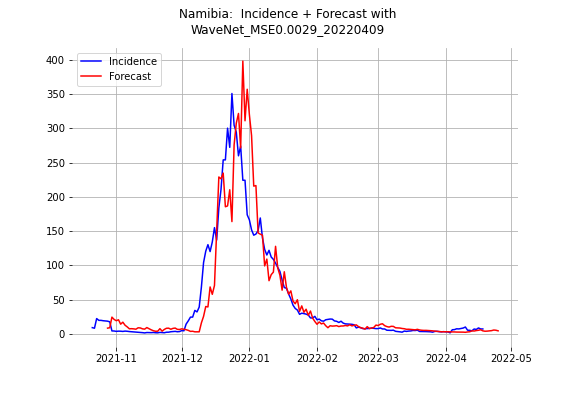 Namibia:  Incidence + Forecast with
WaveNet_MSE0.0029_20220409
Incidence
Forecast
400
350
300
250
200
150
100
50
0
2021-11 2021-12 2022-01 2022-02 2022-03 2022-04 2022-05